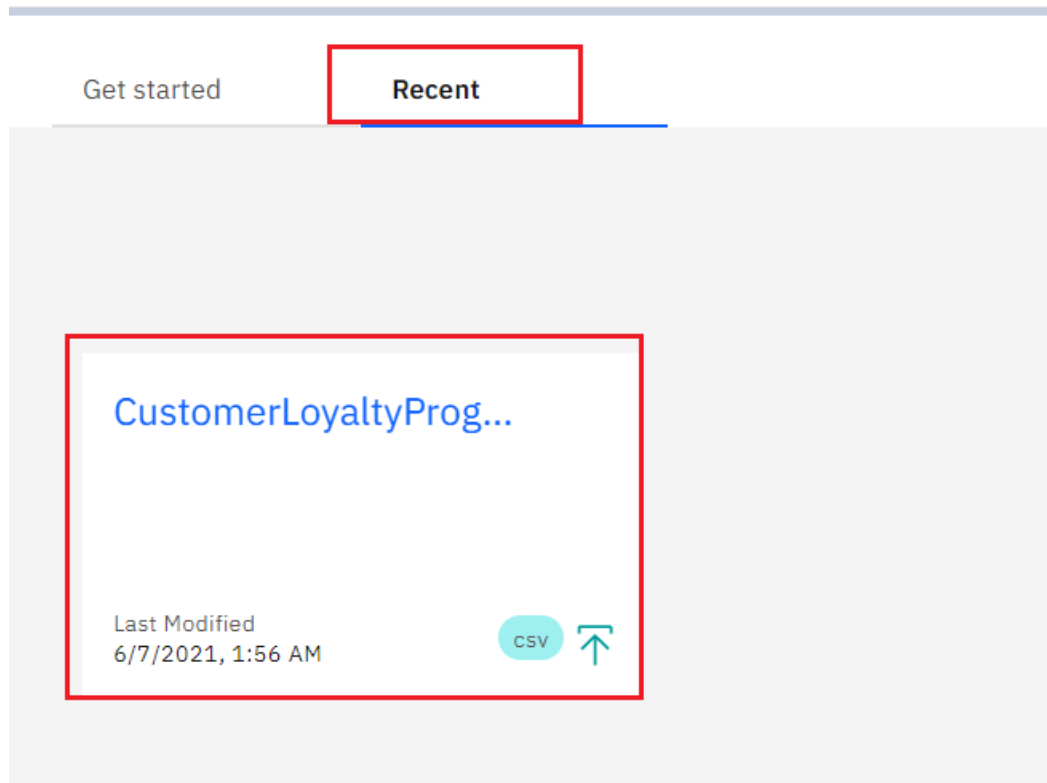 Get started
Recent
CustomerLoyaltyProg...
Last Modified
6/7/2021, 1:56 AM
csv